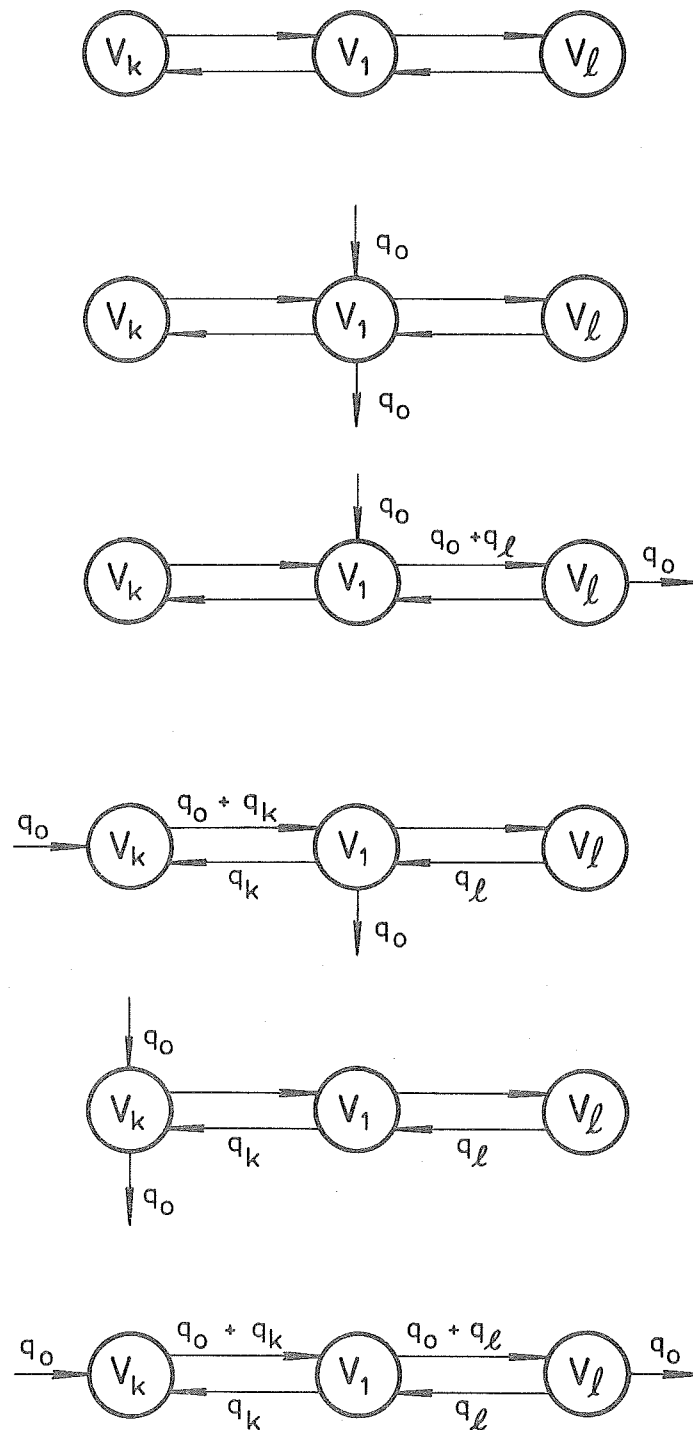 V_k V_1 V_ℓ
q_o
V_k V_1 V_ℓ
q_o
q_o
q_o + q_ℓ q_o
V_k V_1 V_ℓ
q_o + q_k
q_o V_k V_1 V_ℓ
q_k q_ℓ
q_o
q_o
V_k V_1 V_ℓ
q_k q_ℓ
q_o
q_o + q_k q_o + q_ℓ
q_o V_k V_1 V_ℓ q_o
q_k q_ℓ